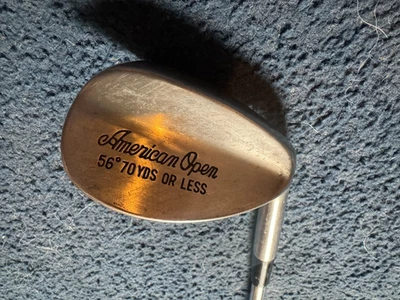 American Open
56° 70 YDS OR LESS